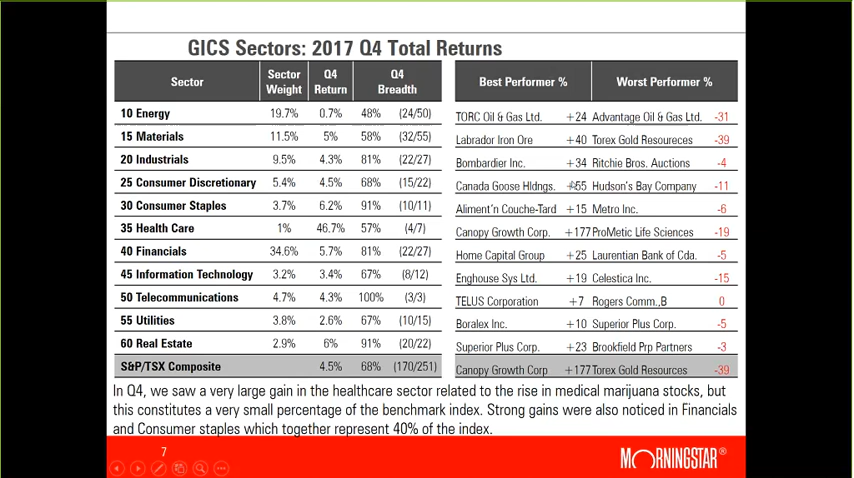 GICS Sectors: 2017 Q4 Total Returns
Sector Sector Weight Q4 Return Q4 Breadth Best Performer % Worst Performer %
10 Energy 19.7% 0.7% 48% (24/50) TORC Oil & Gas Ltd. +24 Advantage Oil & Gas Ltd. -31
15 Materials 11.5% 5% 58% (32/55) Labrador Iron Ore +40 Torex Gold Resoureces -39
20 Industrials 9.5% 4.3% 81% (22/27) Bombardier Inc. +34 Ritchie Bros. Auctions -4
25 Consumer Discretionary 5.4% 4.5% 68% (15/22) Canada Goose Hldngs. +55 Hudson's Bay Company -11
30 Consumer Staples 3.7% 6.2% 91% (10/11) Aliment'n Couche-Tard +15 Metro Inc. -6
35 Health Care 1% 46.7% 57% (4/7) Canopy Growth Corp. +177 ProMetic Life Sciences -19
40 Financials 34.6% 5.7% 81% (22/27) Home Capital Group +25 Laurentian Bank of Cda. -5
45 Information Technology 3.2% 3.4% 67% (8/12) Enghouse Sys Ltd. +19 Celestica Inc. -15
50 Telecommunications 4.7% 4.3% 100% (3/3) TELUS Corporation +7 Rogers Comm.,B 0
55 Utilities 3.8% 2.6% 67% (10/15) Boralex Inc. +10 Superior Plus Corp. -5
60 Real Estate 2.9% 6% 91% (20/22) Superior Plus Corp. +23 Brookfield Prp Partners -3
S&P/TSX Composite 4.5% 68% (170/251) Canopy Growth Corp +177 Torex Gold Resources -39
In Q4, we saw a very large gain in the healthcare sector related to the rise in medical marijuana stocks, but
this constitutes a very small percentage of the benchmark index. Strong gains were also noticed in Financials
and Consumer staples which together represent 40% of the index.
7
MORNINGSTAR®